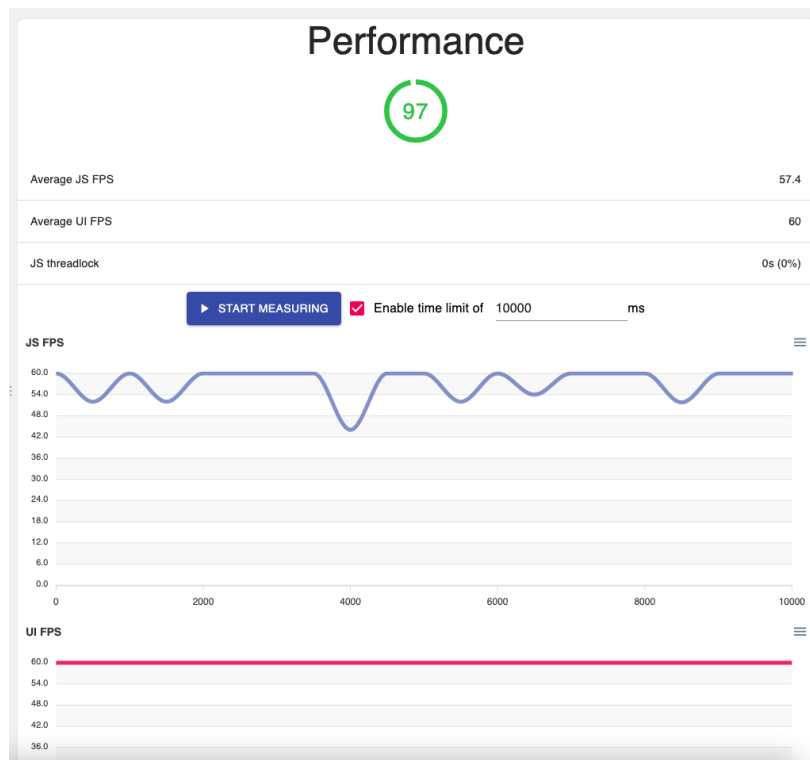 Performance
97
Average JS FPS 57.4
Average UI FPS 60
JS threadlock 0s (0%)
START MEASURING Enable time limit of 10000 ms
JS FPS
60.0
54.0
48.0
42.0
36.0
30.0
24.0
18.0
12.0
6.0
0.0
0 2000 4000 6000 8000 10000
UI FPS
60.0
54.0
48.0
42.0
36.0